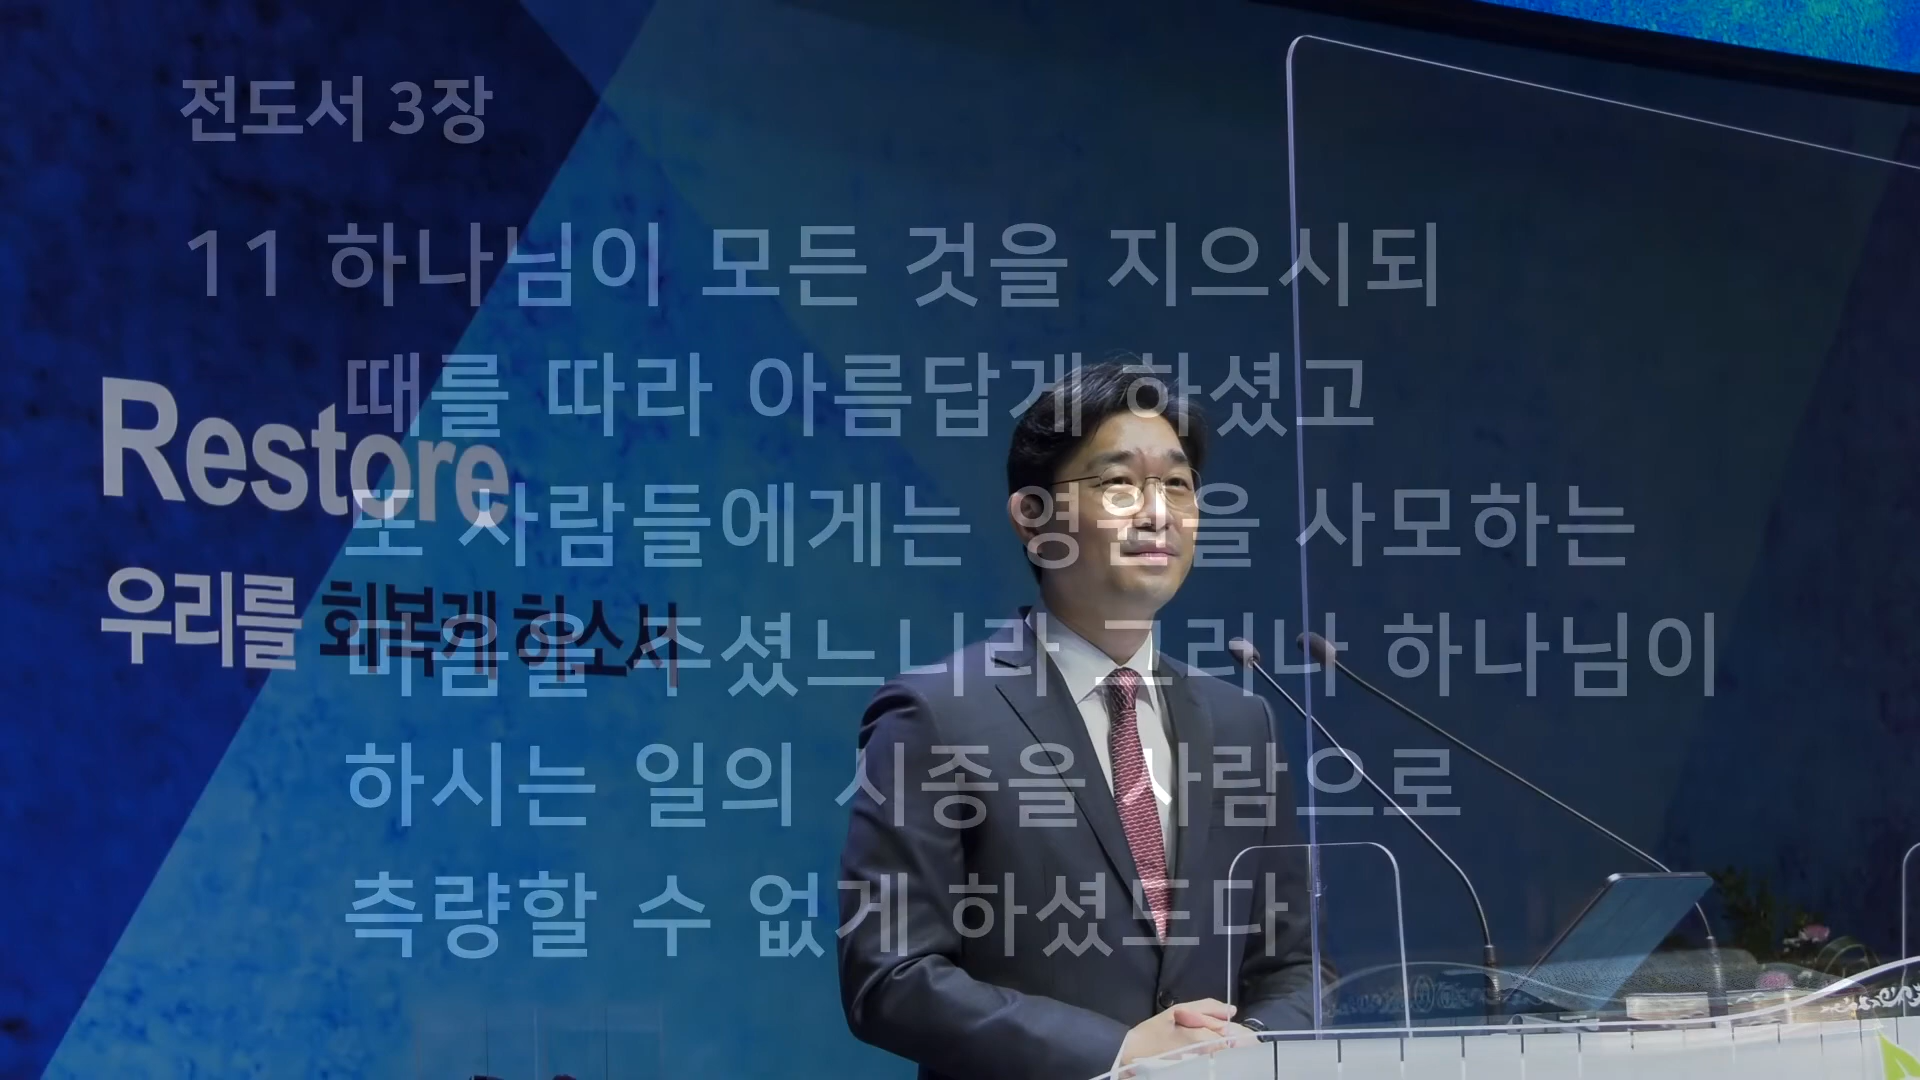 전도서 3장
11 하나님이 모든 것을 지으시되
때를 따라 아름답게 하셨고
또 사람들에게는 영원을 사모하는
마음을 주셨느니라 그러나 하나님이
하시는 일의 시종을 사람으로
측량할 수 없게 하셨느니라
Restore
우리를 회복게 하소서